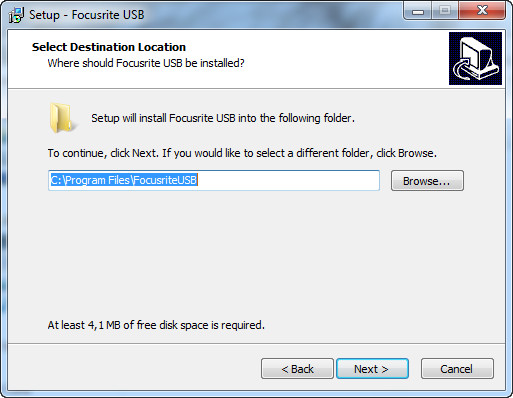 Setup - Focusrite USB
Select Destination Location
Where should Focusrite USB be installed?
Setup will install Focusrite USB into the following folder.
To continue, click Next. If you would like to select a different folder, click Browse.
C:\Program Files\FocusriteUSB
Browse...
At least 4,1 MB of free disk space is required.
< Back
Next >
Cancel